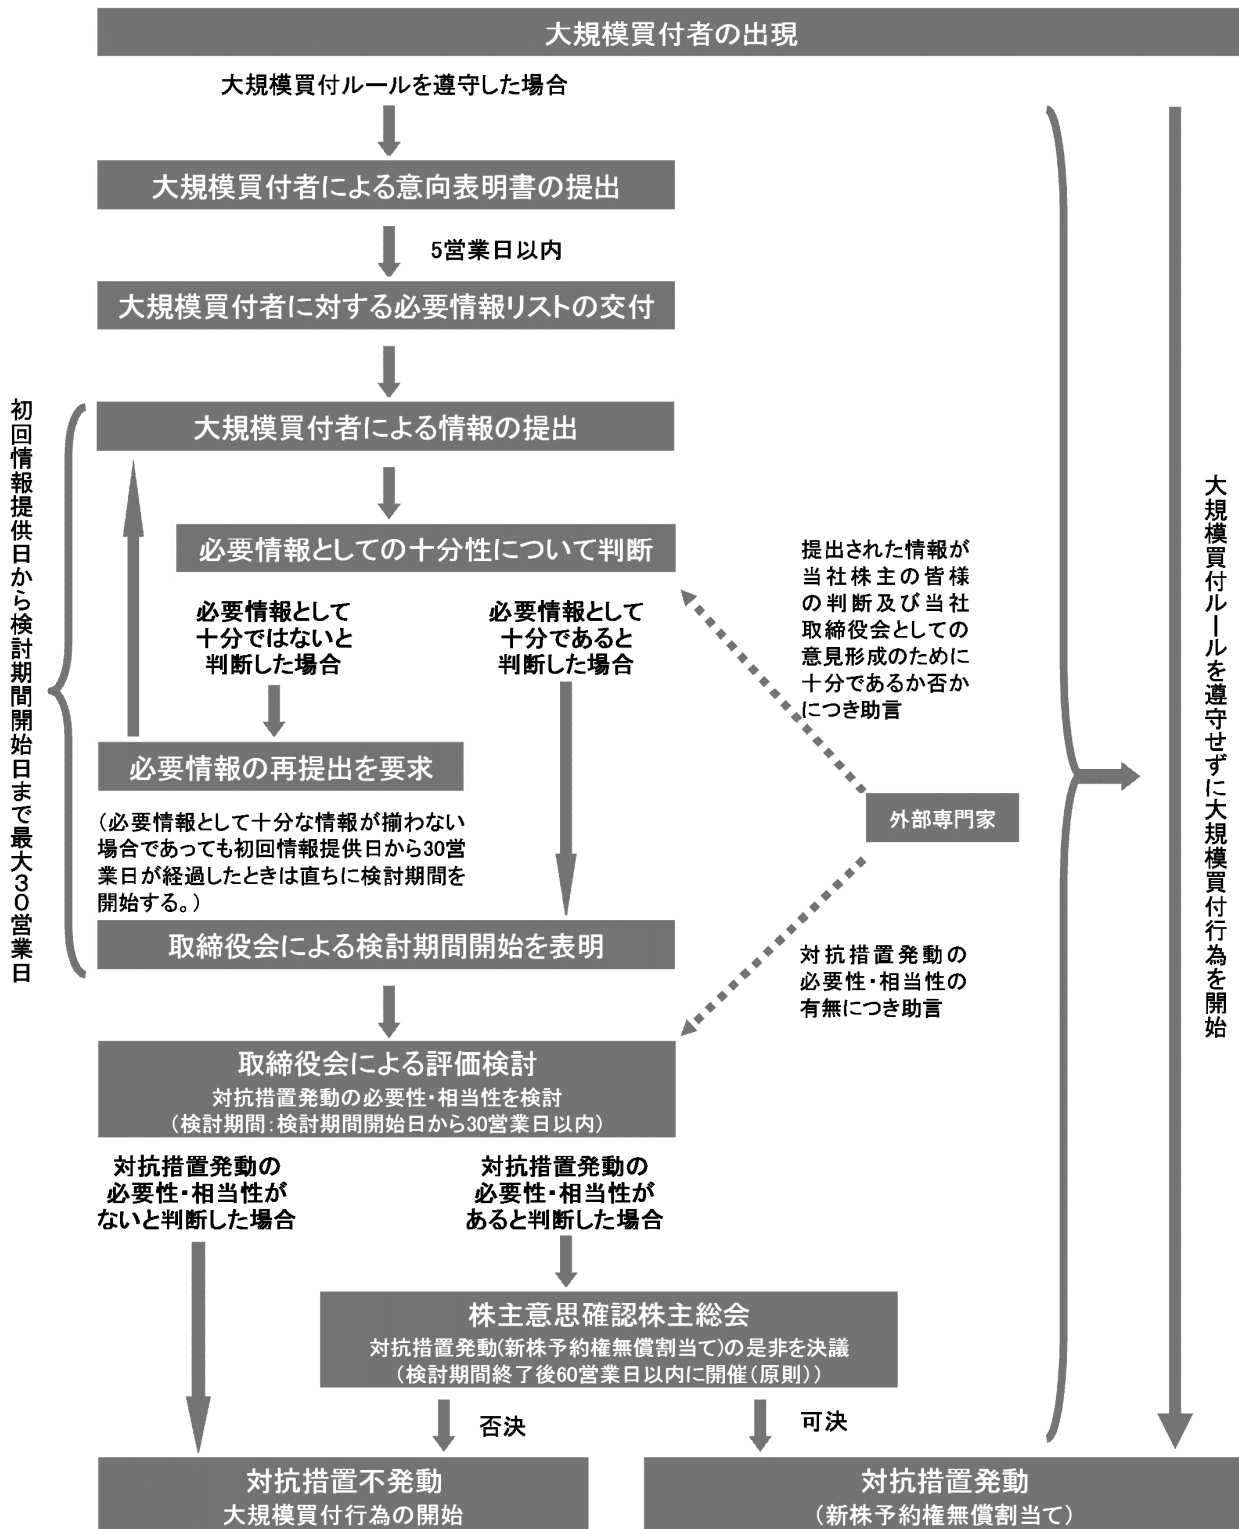 大規模買付者の出現
大規模買付ルールを遵守した場合
大規模買付者による意向表明書の提出
5営業日以内
大規模買付者に対する必要情報リストの交付
初回情報提供日から検討期間開始日まで最大30営業日
大規模買付者による情報の提出
必要情報としての十分性について判断
必要情報として
十分ではないと
判断した場合
必要情報として
十分であると
判断した場合
提出された情報が
当社株主の皆様
の判断及び当社
取締役会としての
意見形成のために
十分であるか否か
につき助言
必要情報の再提出を要求
(必要情報として十分な情報が揃わない
場合であっても初回情報提供日から30営
業日が経過したときは直ちに検討期間を
開始する。)
外部専門家
取締役会による検討期間開始を表明
対抗措置発動の
必要性・相当性の
有無につき助言
取締役会による評価検討
対抗措置発動の必要性・相当性を検討
(検討期間:検討期間開始日から30営業日以内)
対抗措置発動の
必要性・相当性が
ないと判断した場合
対抗措置発動の
必要性・相当性が
あると判断した場合
株主意思確認株主総会
対抗措置発動(新株予約権無償割当て)の是非を決議
(検討期間終了後60営業日以内に開催(原則))
否決
可決
対抗措置不発動
大規模買付行為の開始
対抗措置発動
(新株予約権無償割当て)
大規模買付ルールを遵守せずに大規模買付行為を開始